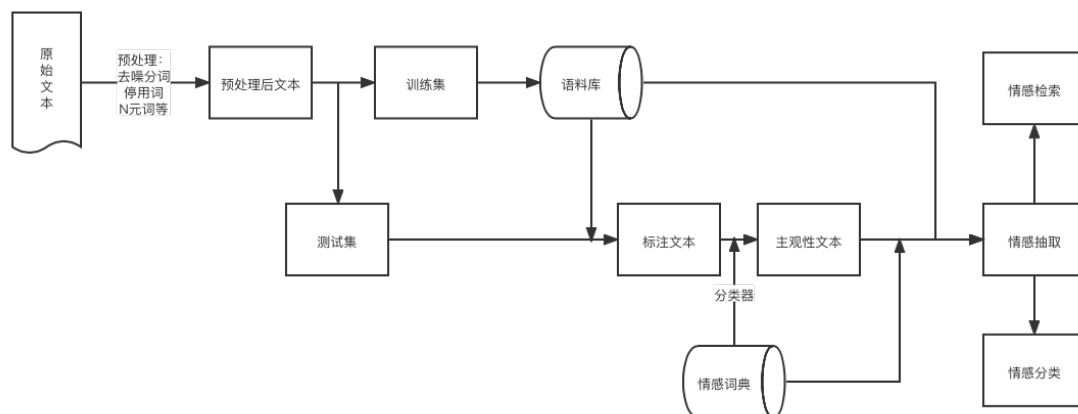 原
始
文
本
预处理：
去噪分词
停用词
N元词等
预处理后文本
训练集
语料库
情感检索
测试集
标注文本
主观性文本
情感抽取
分类器
情感词典
情感分类